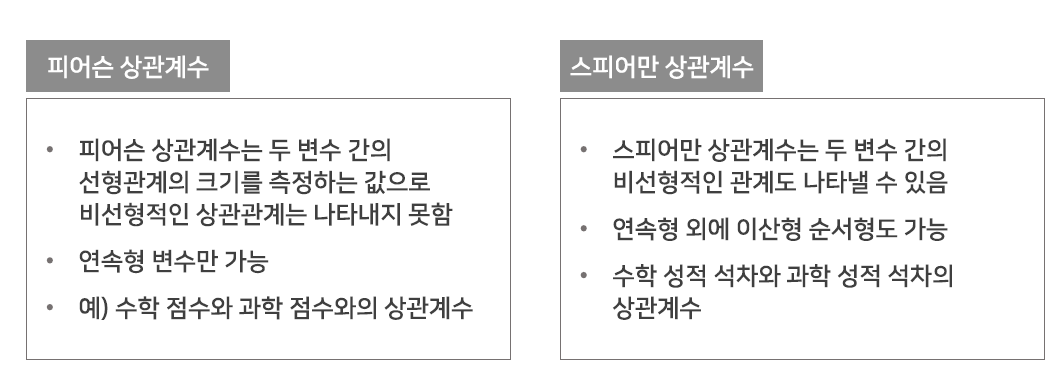 피어슨 상관계수
• 피어슨 상관계수는 두 변수 간의
선형관계의 크기를 측정하는 값으로
비선형적인 상관관계는 나타내지 못함
• 연속형 변수만 가능
• 예) 수학 점수와 과학 점수와의 상관계수
스피어만 상관계수
• 스피어만 상관계수는 두 변수 간의
비선형적인 관계도 나타낼 수 있음
• 연속형 외에 이산형 순서형도 가능
• 수학 성적 석차와 과학 성적 석차의
상관계수